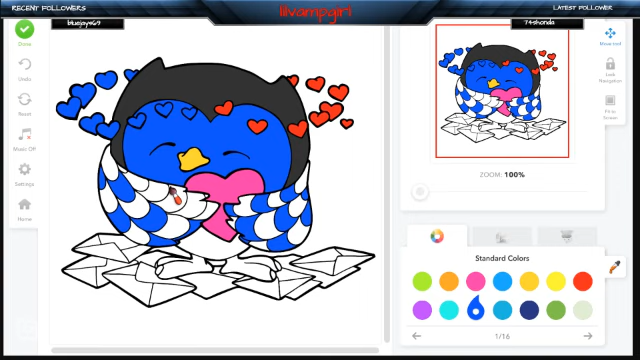 RECENT FOLLOWERS
lilvampgirl
LATEST FOLLOWER
bluejaye69
74shonda
Done
Undo
Reset
Music Off
Settings
Home
Move tool
Lock
Navigation
Fit to
Screen
ZOOM: 100%
Standard Colors
1/16